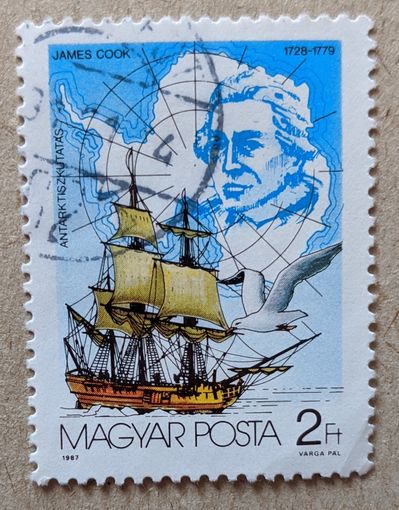 JAMES COOK 1728-1779
ANTARKTISZKUTATÁS
MAGYAR POSTA 2Ft
1987 VARGA PÁL